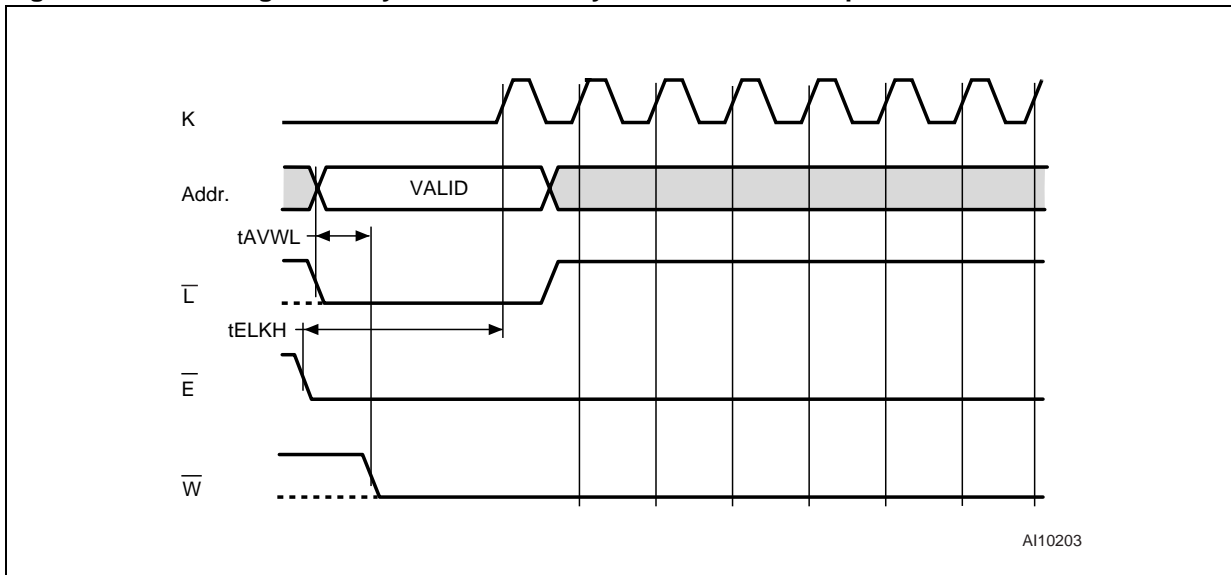 K
Addr.
VALID
tAVWL
L̅
tELKH
E̅
W̅
AI10203